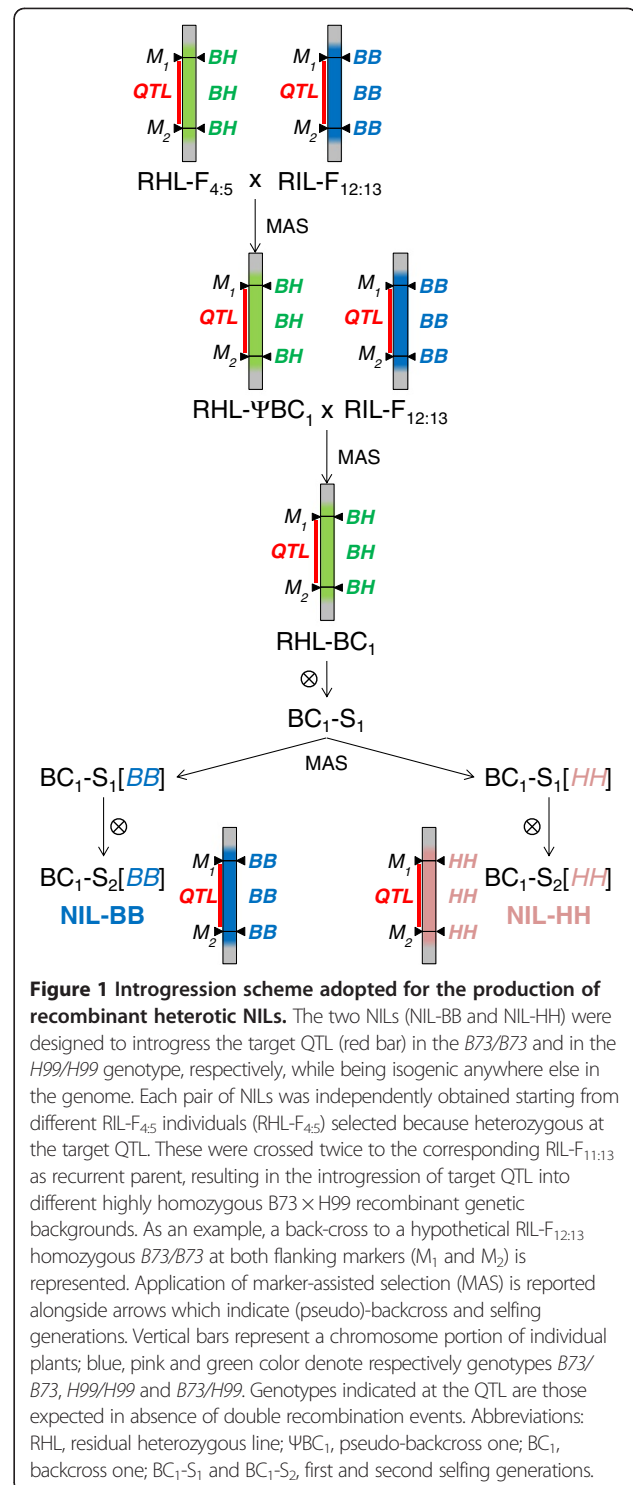 M₁ BH M₁ BB
QTL BH QTL BB
M₂ BH M₂ BB
RHL-F₄:₅ x RIL-F₁₂:₁₃
MAS
M₁ BH M₁ BB
QTL BH QTL BB
M₂ BH M₂ BB
RHL-ΨBC₁ x RIL-F₁₂:₁₃
MAS
M₁ BH
QTL BH
M₂ BH
RHL-BC₁
⊗
BC₁-S₁
MAS
BC₁-S₁[BB] BC₁-S₁[HH]
⊗ ⊗
M₁ BB M₁ HH
BC₁-S₂[BB] QTL BB QTL HH BC₁-S₂[HH]
NIL-BB M₂ BB M₂ HH NIL-HH
Figure 1 Introgression scheme adopted for the production of
recombinant heterotic NILs. The two NILs (NIL-BB and NIL-HH) were
designed to introgress the target QTL (red bar) in the B73/B73 and in the
H99/H99 genotype, respectively, while being isogenic anywhere else in
the genome. Each pair of NILs was independently obtained starting from
different RIL-F₄:₅ individuals (RHL-F₄:₅) selected because heterozygous at
the target QTL. These were crossed twice to the corresponding RIL-F₁₁:₁₃
as recurrent parent, resulting in the introgression of target QTL into
different highly homozygous B73 × H99 recombinant genetic
backgrounds. As an example, a back-cross to a hypothetical RIL-F₁₂:₁₃
homozygous B73/B73 at both flanking markers (M₁ and M₂) is
represented. Application of marker-assisted selection (MAS) is reported
alongside arrows which indicate (pseudo)-backcross and selfing
generations. Vertical bars represent a chromosome portion of individual
plants; blue, pink and green color denote respectively genotypes B73/
B73, H99/H99 and B73/H99. Genotypes indicated at the QTL are those
expected in absence of double recombination events. Abbreviations:
RHL, residual heterozygous line; ΨBC₁, pseudo-backcross one; BC₁,
backcross one; BC₁-S₁ and BC₁-S₂, first and second selfing generations.